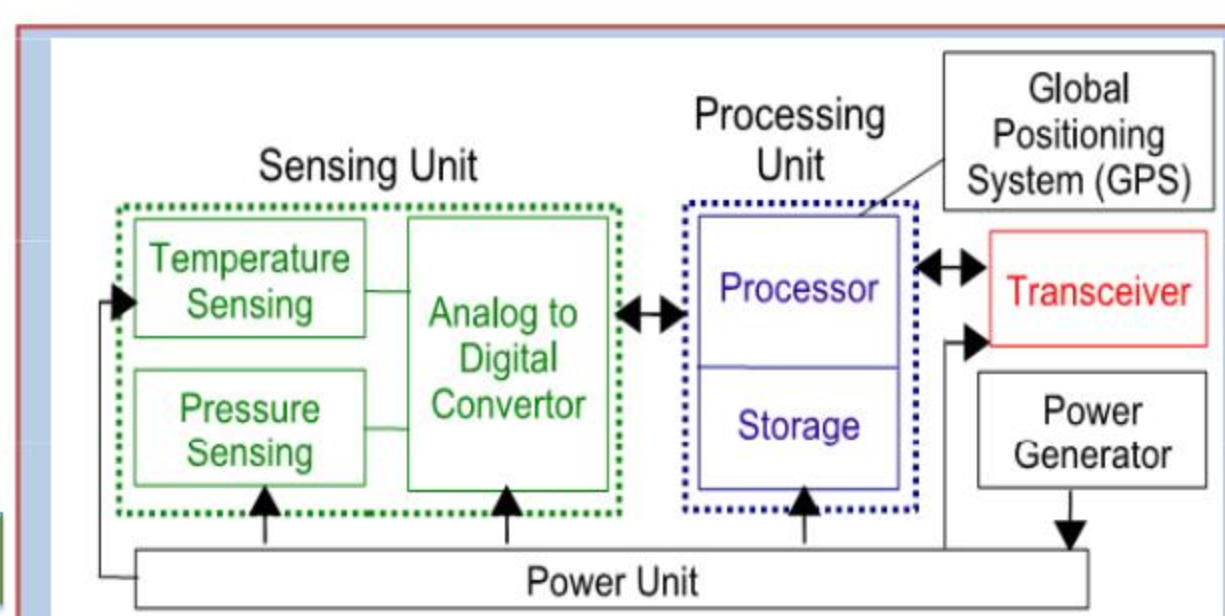 Sensing Unit
Temperature
Sensing
Pressure
Sensing
Analog to
Digital
Convertor
Processing
Unit
Processor
Storage
Global
Positioning
System (GPS)
Transceiver
Power
Generator
Power Unit